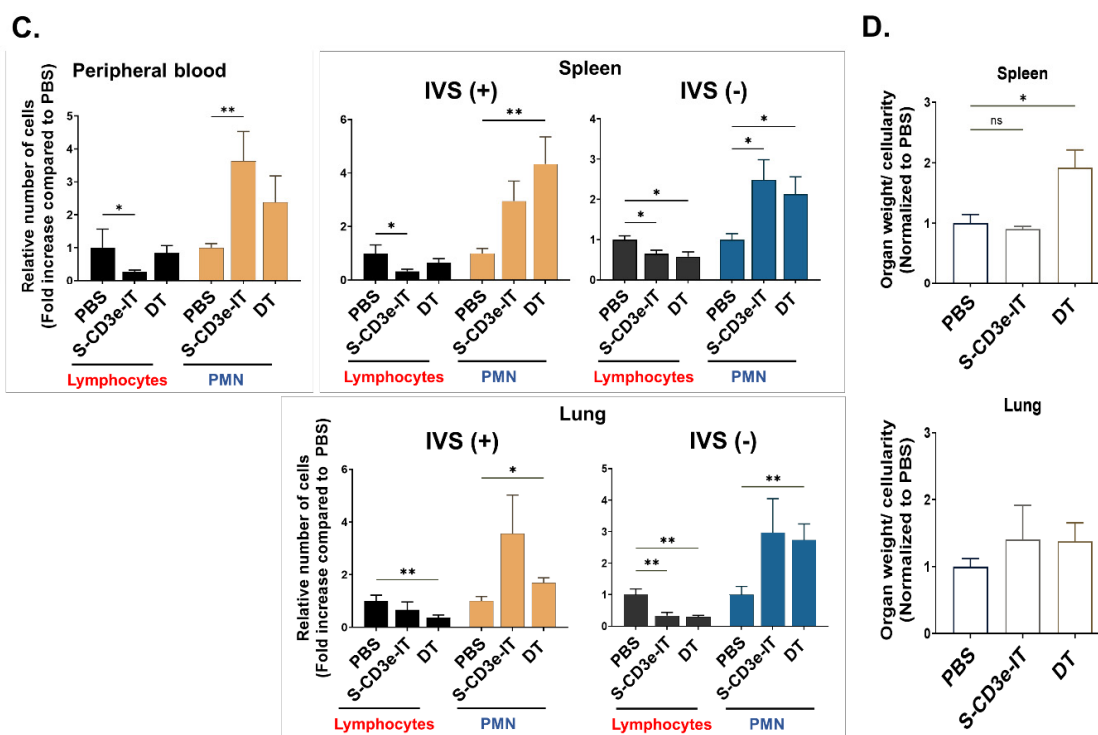 C.
Peripheral blood
Relative number of cells
(Fold increase compared to PBS)
5
4
3
2
1
0
*
**
PBS
S-CD3e-IT
DT
PBS
S-CD3e-IT
DT
Lymphocytes
PMN
Spleen
IVS (+)
6
4
2
0
*
**
PBS
S-CD3e-IT
DT
PBS
S-CD3e-IT
DT
Lymphocytes
PMN
IVS (-)
4
3
2
1
0
*
*
*
*
PBS
S-CD3e-IT
DT
PBS
S-CD3e-IT
DT
Lymphocytes
PMN
Lung
Relative number of cells
(Fold increase compared to PBS)
IVS (+)
6
4
2
0
**
*
PBS
S-CD3e-IT
DT
PBS
S-CD3e-IT
DT
Lymphocytes
PMN
IVS (-)
5
4
3
2
1
0
**
**
**
PBS
S-CD3e-IT
DT
PBS
S-CD3e-IT
DT
Lymphocytes
PMN
D.
Spleen
Organ weight/ cellularity
(Normalized to PBS)
3
2
1
0
*
ns
PBS
S-CD3e-IT
DT
Lung
Organ weight/ cellularity
(Normalized to PBS)
3
2
1
0
PBS
S-CD3e-IT
DT